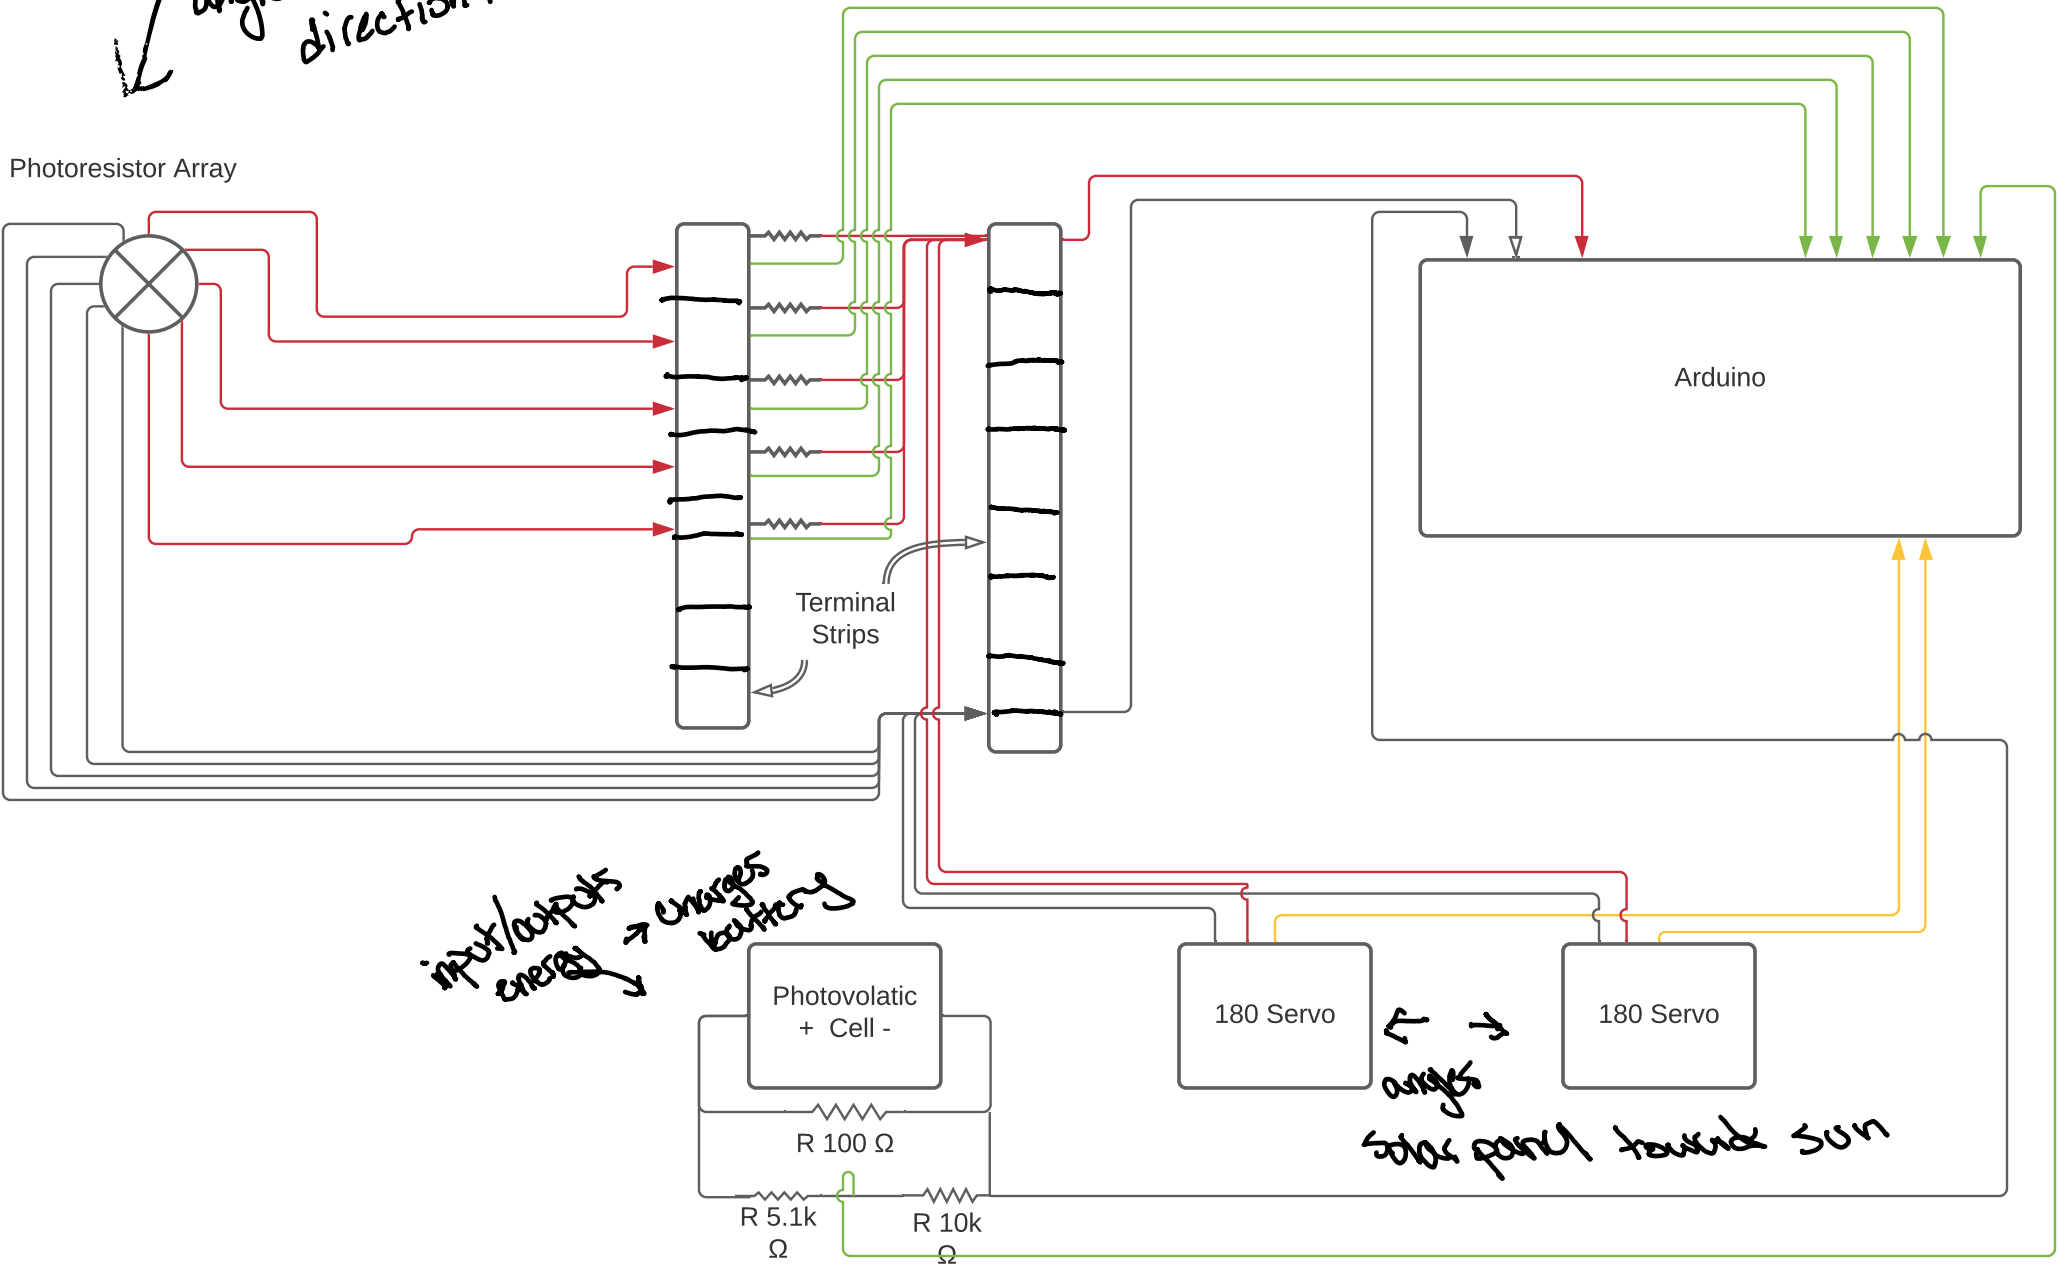 direction
Photoresistor Array
Arduino
Terminal
Strips
input/outputs
energy
→ charges
battery
Photovolatic
+ Cell -
180 Servo
180 Servo
angles
solar panel towards sun
R 100 Ω
R 5.1k
Ω
R 10k
Ω